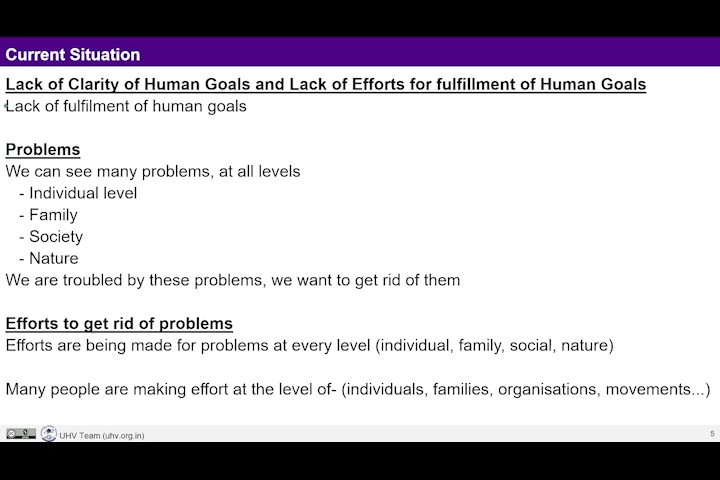 Current Situation
Lack of Clarity of Human Goals and Lack of Efforts for fulfillment of Human Goals
Lack of fulfilment of human goals
Problems
We can see many problems, at all levels
- Individual level
- Family
- Society
- Nature
We are troubled by these problems, we want to get rid of them
Efforts to get rid of problems
Efforts are being made for problems at every level (individual, family, social, nature)
Many people are making effort at the level of- (individuals, families, organisations, movements...)
UHV Team (uhv.org.in)
5